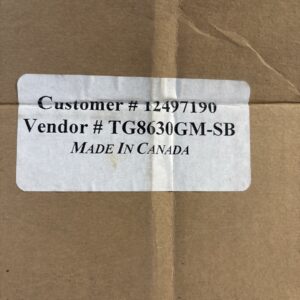 Customer # 12497190
Vendor # TG8630GM-SB
MADE IN CANADA